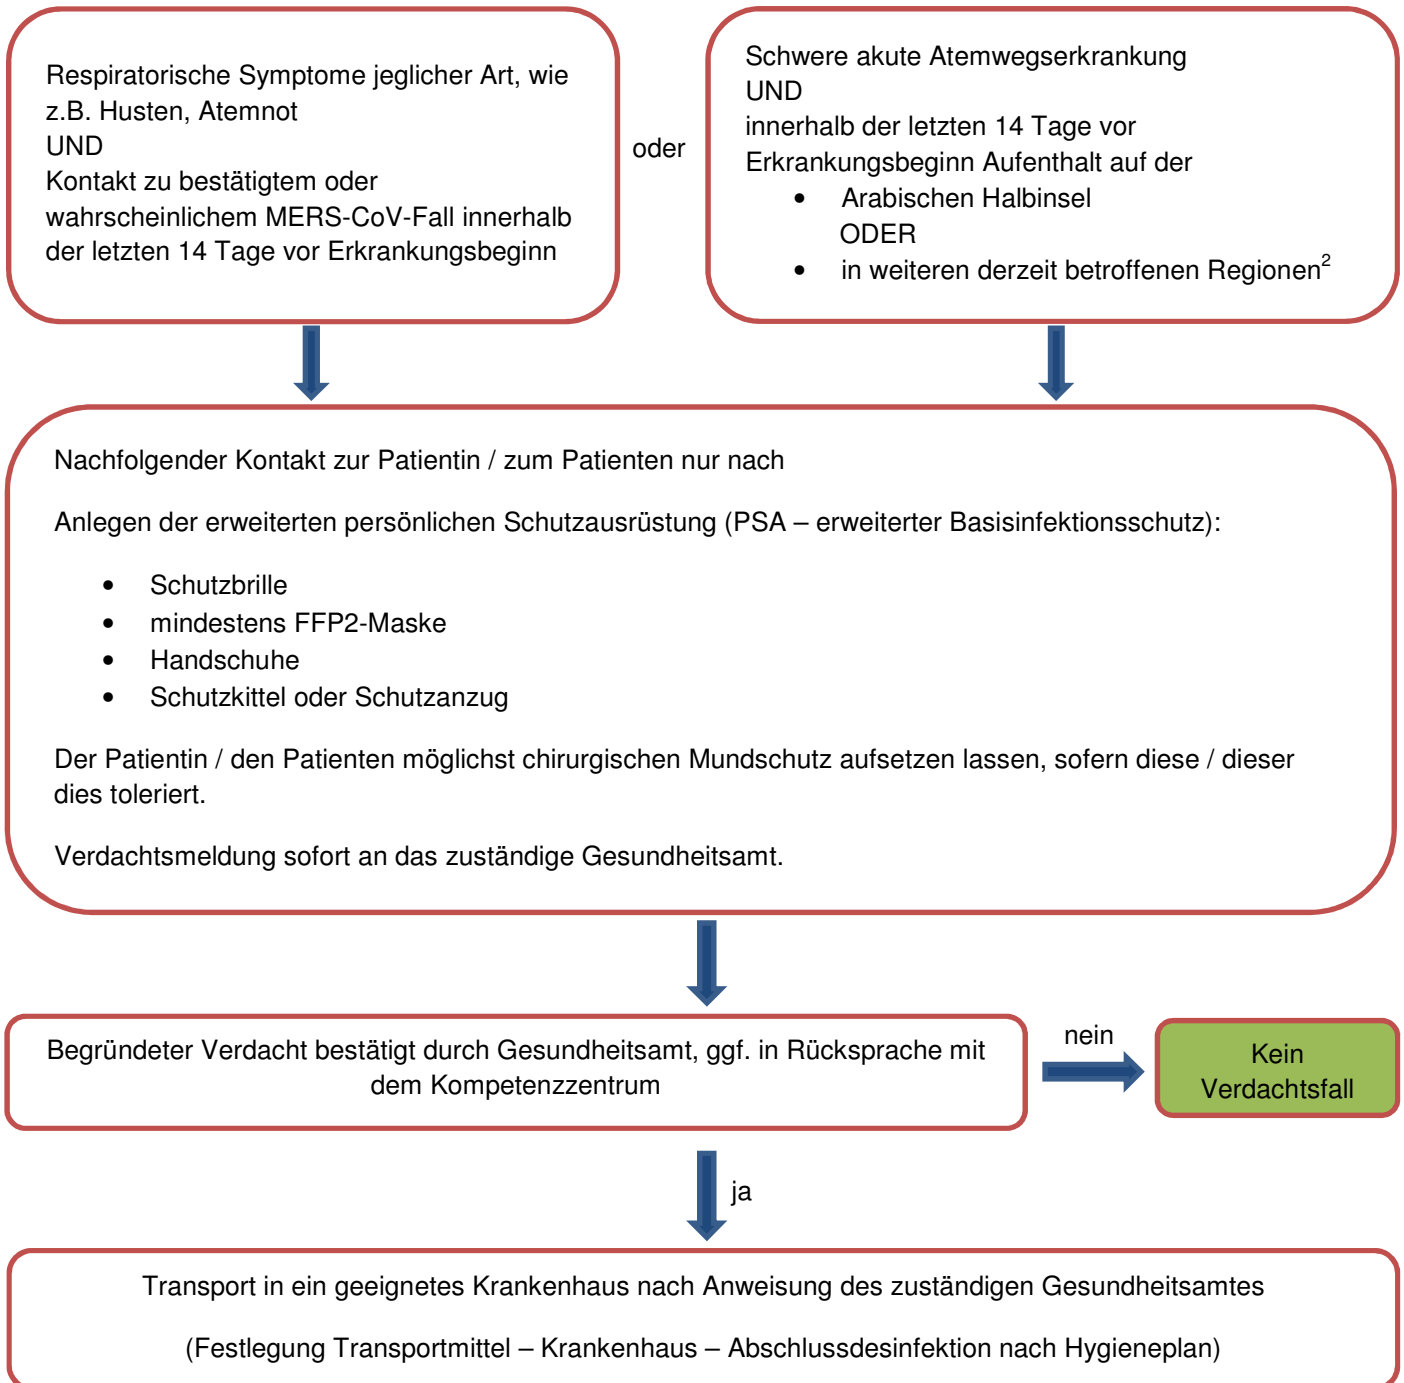 Respiratorische Symptome jeglicher Art, wie
z.B. Husten, Atemnot
UND
Kontakt zu bestätigtem oder
wahrscheinlichem MERS-CoV-Fall innerhalb
der letzten 14 Tage vor Erkrankungsbeginn
oder
Schwere akute Atemwegserkrankung
UND
innerhalb der letzten 14 Tage vor
Erkrankungsbeginn Aufenthalt auf der
• Arabischen Halbinsel
ODER
• in weiteren derzeit betroffenen Regionen²
Nachfolgender Kontakt zur Patientin / zum Patienten nur nach
Anlegen der erweiterten persönlichen Schutzausrüstung (PSA – erweiterter Basisinfektionsschutz):
• Schutzbrille
• mindestens FFP2-Maske
• Handschuhe
• Schutzkittel oder Schutzanzug
Der Patientin / den Patienten möglichst chirurgischen Mundschutz aufsetzen lassen, sofern diese / dieser
dies toleriert.
Verdachtsmeldung sofort an das zuständige Gesundheitsamt.
Begründeter Verdacht bestätigt durch Gesundheitsamt, ggf. in Rücksprache mit
dem Kompetenzzentrum
nein
Kein
Verdachtsfall
ja
Transport in ein geeignetes Krankenhaus nach Anweisung des zuständigen Gesundheitsamtes
(Festlegung Transportmittel – Krankenhaus – Abschlussdesinfektion nach Hygieneplan)